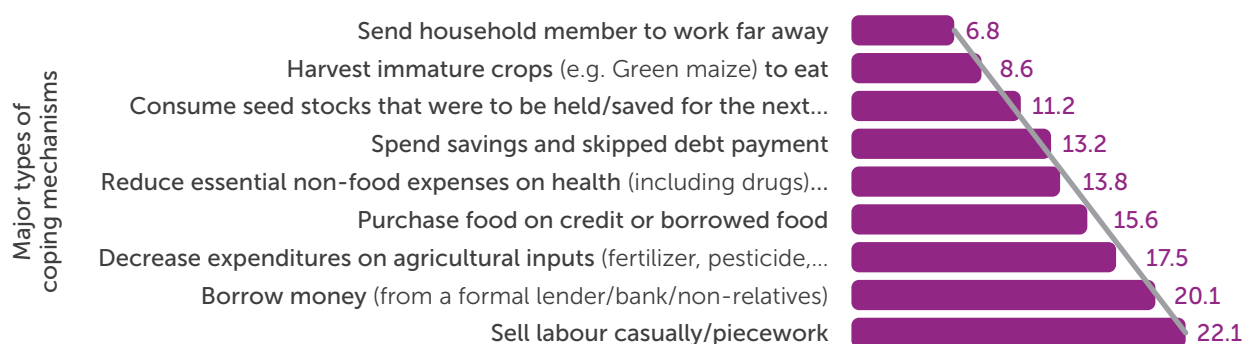 Major types of
coping mechanisms
Send household member to work far away 6.8
Harvest immature crops (e.g. Green maize) to eat 8.6
Consume seed stocks that were to be held/saved for the next... 11.2
Spend savings and skipped debt payment 13.2
Reduce essential non-food expenses on health (including drugs)... 13.8
Purchase food on credit or borrowed food 15.6
Decrease expenditures on agricultural inputs (fertilizer, pesticide,... 17.5
Borrow money (from a formal lender/bank/non-relatives) 20.1
Sell labour casually/piecework 22.1